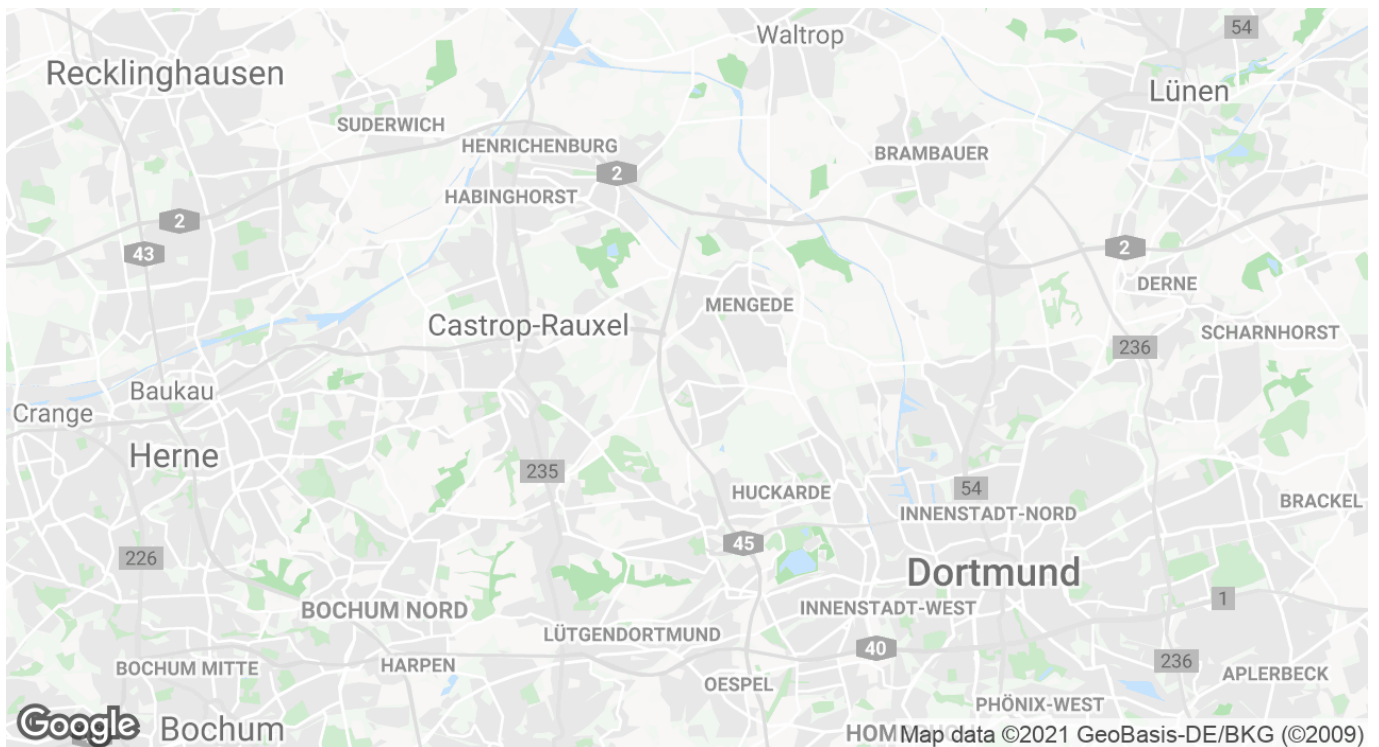 54
Waltrop
Recklinghausen
Lünen
SUDERWICH
HENRICHENBURG
BRAMBAUER
2
HABINGHORST
2
43
2
DERNE
MENGEDE
Castrop-Rauxel
SCHARNHORST
236
Baukau
Crange
Herne
235
HUCKARDE
54
BRACKEL
INNENSTADT-NORD
45
226
Dortmund
1
BOCHUM NORD
INNENSTADT-WEST
LÜTGENDORTMUND
40
BOCHUM MITTE
HARPEN
236
APLERBECK
OESPEL
PHÖNIX-WEST
Google
Bochum
Map data ©2021 GeoBasis-DE/BKG (©2009)